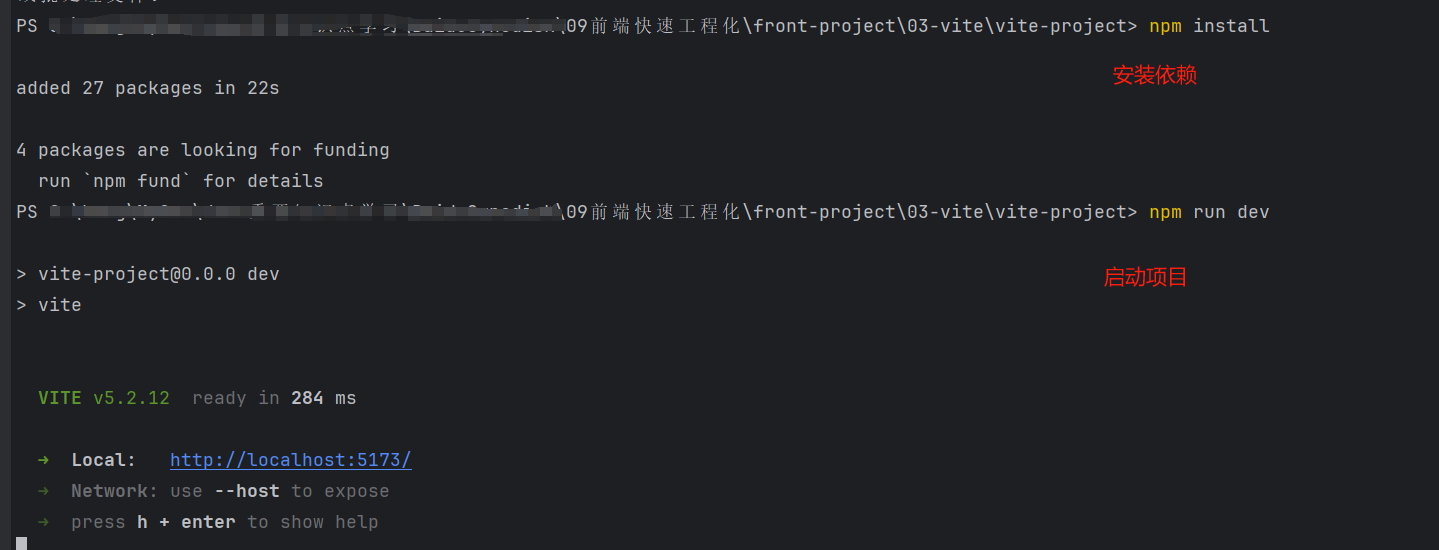 PS \09前端快速工程化\front-project\03-vite\vite-project> npm install
安装依赖
added 27 packages in 22s
4 packages are looking for funding
run `npm fund` for details
PS \09前端快速工程化\front-project\03-vite\vite-project> npm run dev
> vite-project@0.0.0 dev
启动项目
> vite
VITE v5.2.12 ready in 284 ms
➜ Local: http://localhost:5173/
➜ Network: use --host to expose
➜ press h + enter to show help